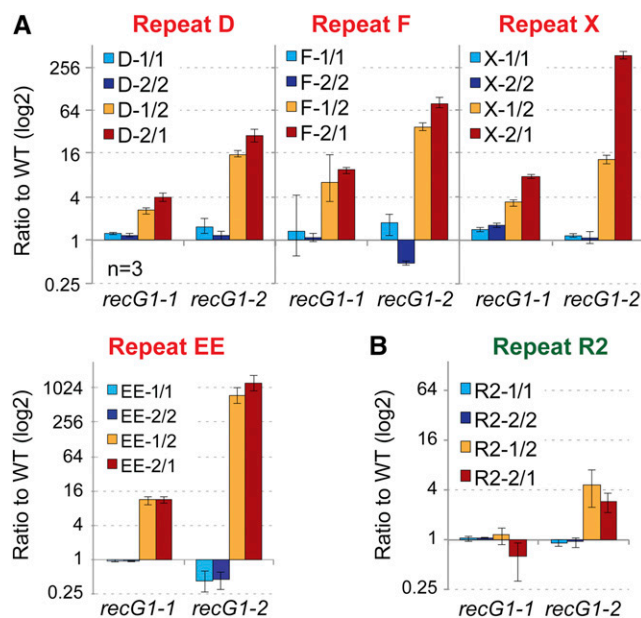 A
Repeat D
Repeat F
Repeat X
Ratio to WT (log2)
256
64
16
4
1
0.25
D-1/1
D-2/2
D-1/2
D-2/1
n=3
F-1/1
F-2/2
F-1/2
F-2/1
X-1/1
X-2/2
X-1/2
X-2/1
recG1-1
recG1-2
recG1-1
recG1-2
recG1-1
recG1-2
Repeat EE
Ratio to WT (log2)
1024
256
64
16
4
1
0.25
EE-1/1
EE-2/2
EE-1/2
EE-2/1
recG1-1
recG1-2
B
Repeat R2
Ratio to WT (log2)
64
16
4
1
0.25
R2-1/1
R2-2/2
R2-1/2
R2-2/1
recG1-1
recG1-2